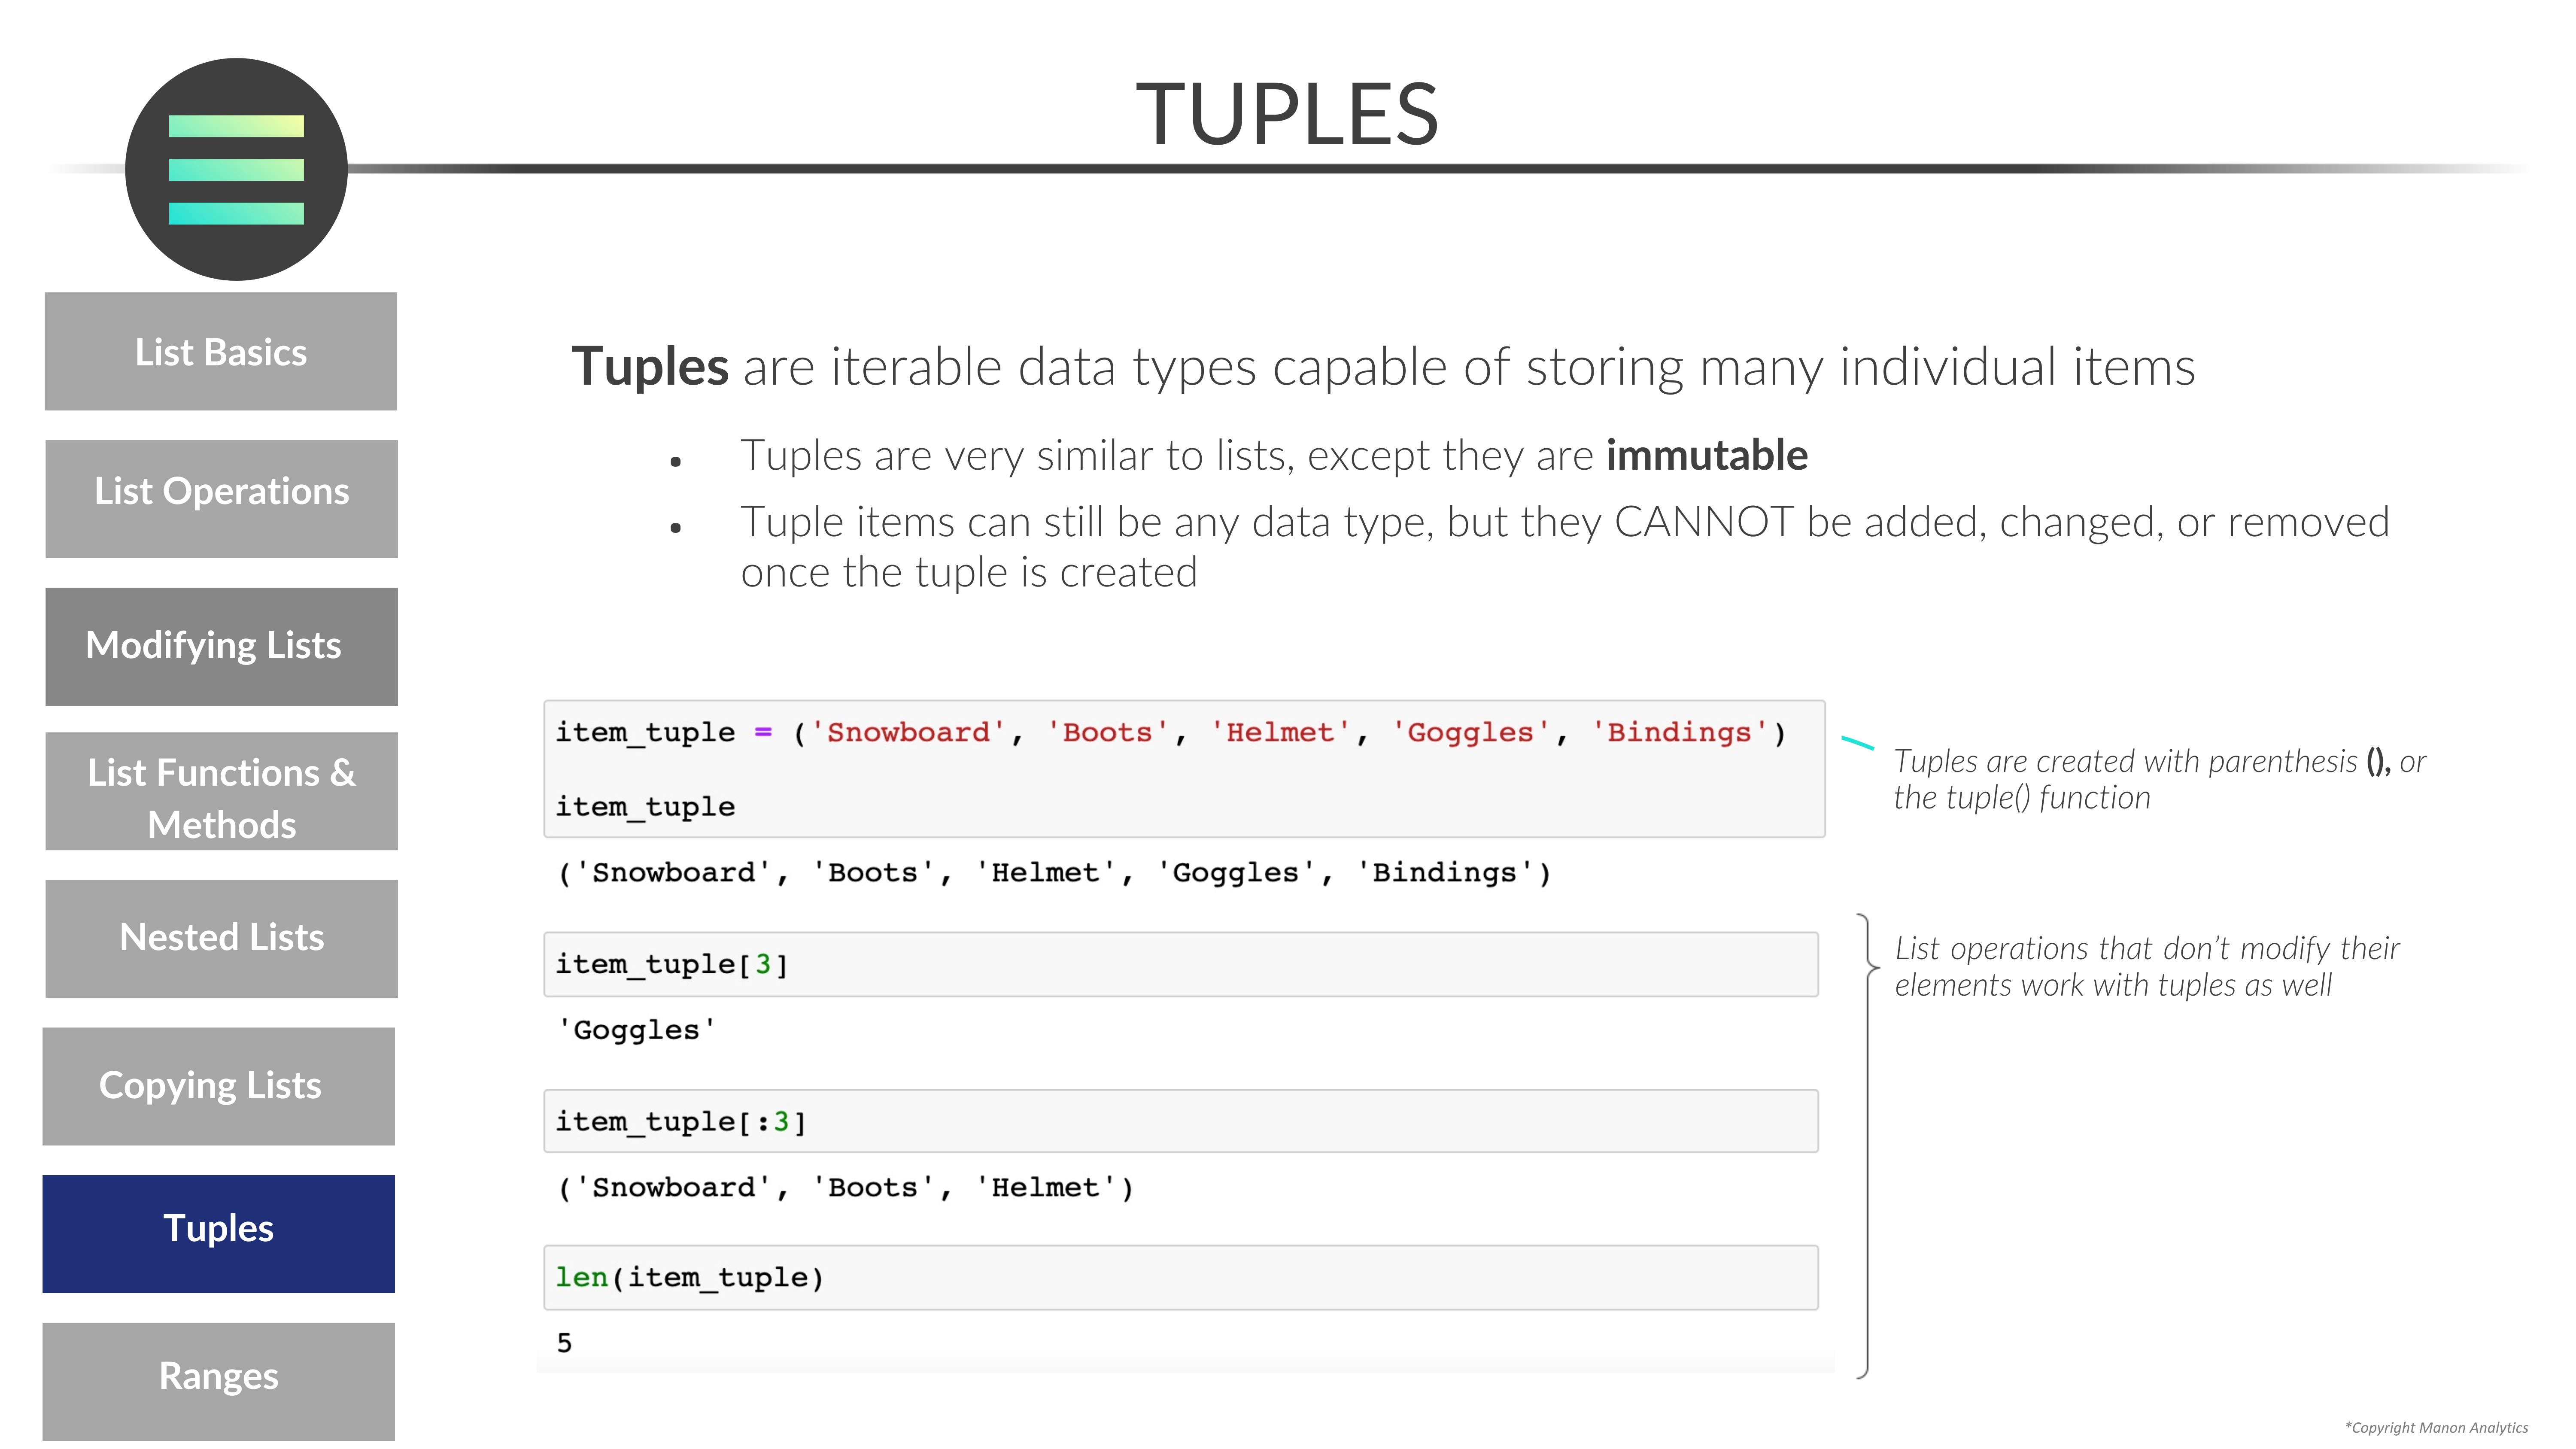 TUPLES
List Basics
List Operations
Modifying Lists
List Functions &
Methods
Nested Lists
Copying Lists
Tuples
Ranges
Tuples are iterable data types capable of storing many individual items
• Tuples are very similar to lists, except they are immutable
• Tuple items can still be any data type, but they CANNOT be added, changed, or removed
once the tuple is created
item_tuple = ('Snowboard', 'Boots', 'Helmet', 'Goggles', 'Bindings')
item_tuple
Tuples are created with parenthesis (), or
the tuple() function
('Snowboard', 'Boots', 'Helmet', 'Goggles', 'Bindings')
item_tuple[3]
'Goggles'
List operations that don’t modify their
elements work with tuples as well
item_tuple[:3]
('Snowboard', 'Boots', 'Helmet')
len(item_tuple)
5
*Copyright Manon Analytics